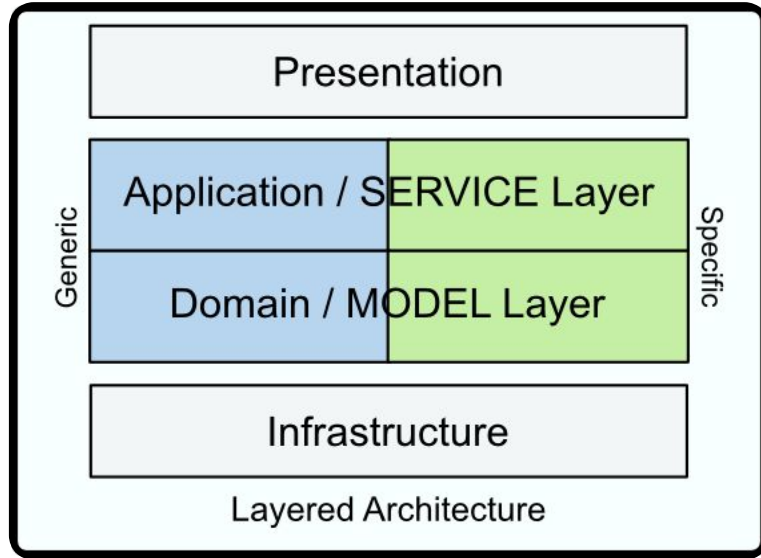 Presentation
Application / SERVICE Layer
Generic
Specific
Domain / MODEL Layer
Infrastructure
Layered Architecture